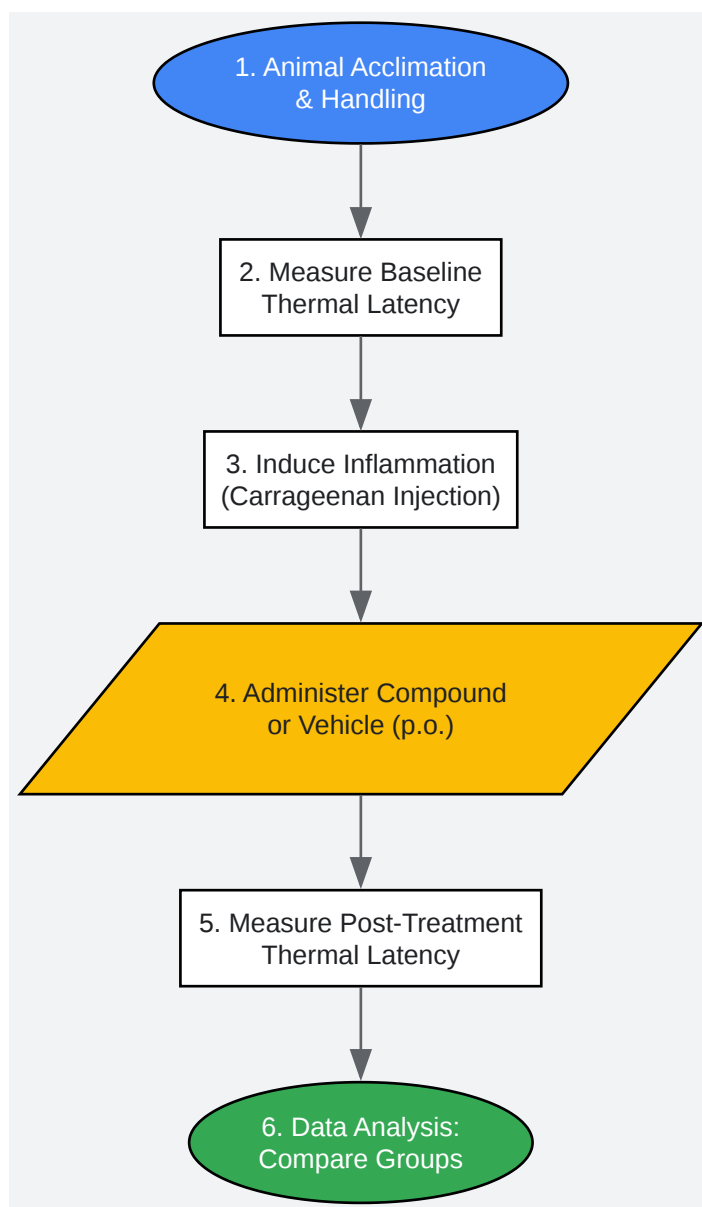 1. Animal Acclimation
& Handling
2. Measure Baseline
Thermal Latency
3. Induce Inflammation
(Carrageenan Injection)
4. Administer Compound
or Vehicle (p.o.)
5. Measure Post-Treatment
Thermal Latency
6. Data Analysis:
Compare Groups